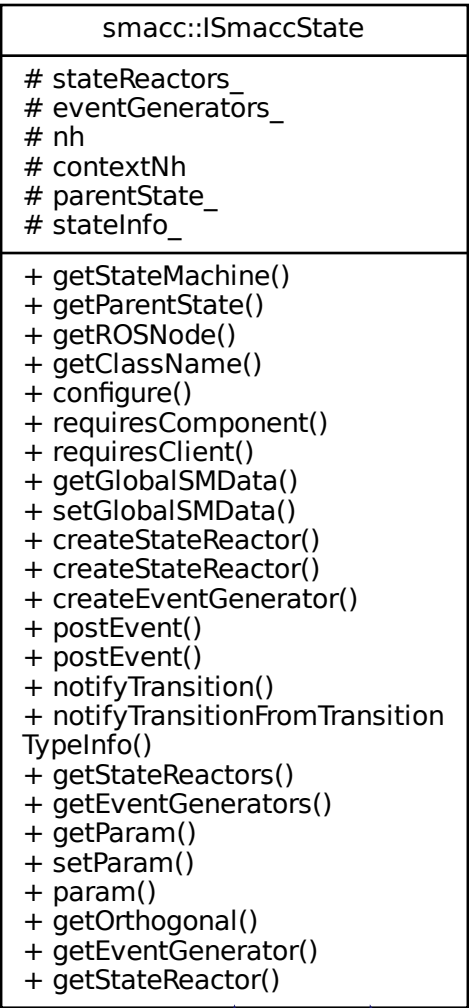 smacc::ISmaccState
# stateReactors_
# eventGenerators_
# nh
# contextNh
# parentState_
# stateInfo_
+ getStateMachine()
+ getParentState()
+ getROSNode()
+ getClassName()
+ configure()
+ requiresComponent()
+ requiresClient()
+ getGlobalSMData()
+ setGlobalSMData()
+ createStateReactor()
+ createStateReactor()
+ createEventGenerator()
+ postEvent()
+ postEvent()
+ notifyTransition()
+ notifyTransitionFromTransition
TypeInfo()
+ getStateReactors()
+ getEventGenerators()
+ getParam()
+ setParam()
+ param()
+ getOrthogonal()
+ getEventGenerator()
+ getStateReactor()